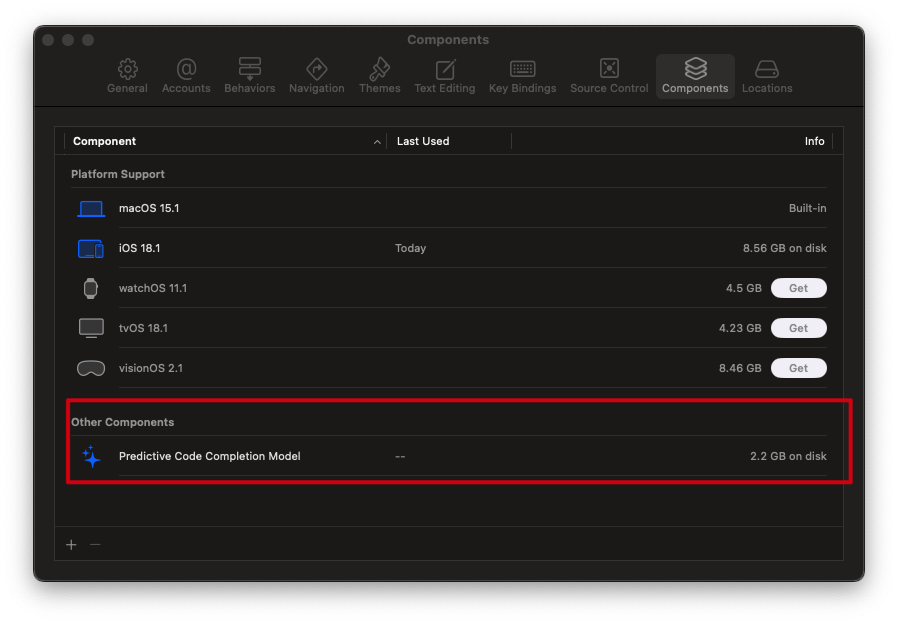 Components
General Accounts Behaviors Navigation Themes Text Editing Key Bindings Source Control Components Locations
Component Last Used Info
Platform Support
macOS 15.1 Built-in
iOS 18.1 Today 8.56 GB on disk
watchOS 11.1 4.5 GB Get
tvOS 18.1 4.23 GB Get
visionOS 2.1 8.46 GB Get
Other Components
Predictive Code Completion Model -- 2.2 GB on disk